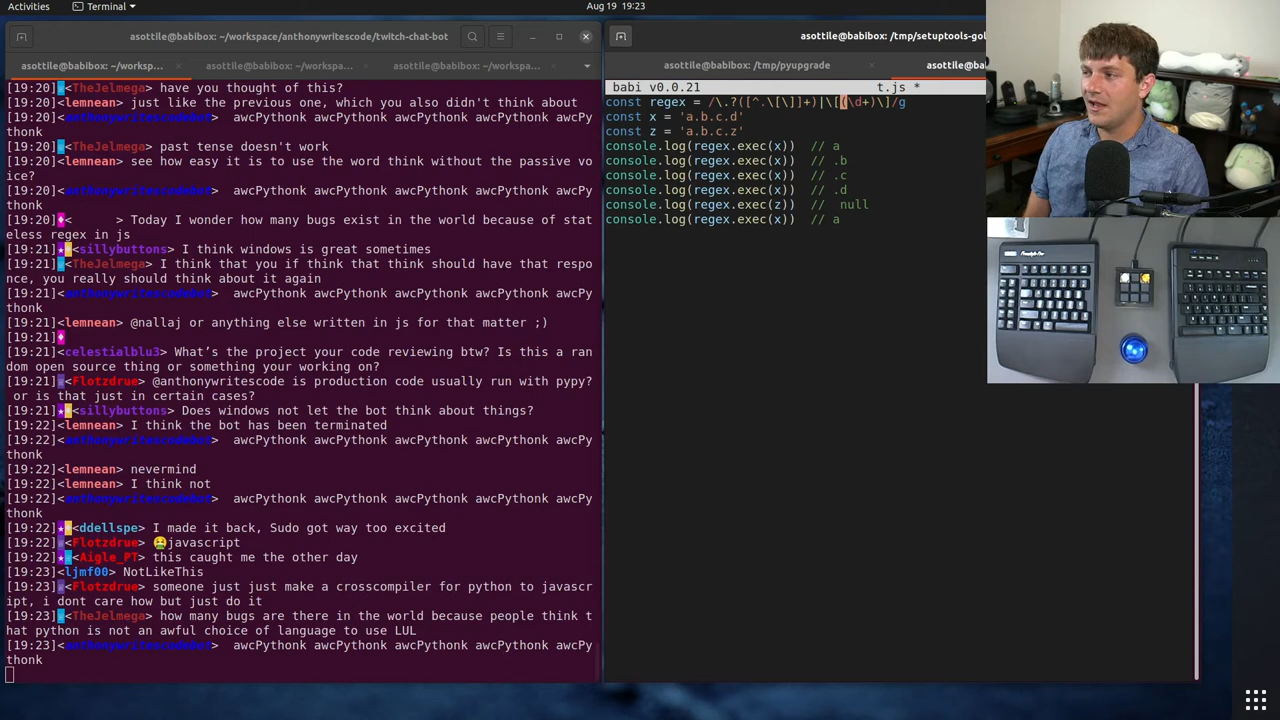 Activities
Terminal
Aug 19 19:23
asottile@babibox: ~/workspace/anthonywritescode/twitch-chat-bot
asottile@babibox: /tmp/setuptools-gol
asottile@babibox: ~/worksp…
asottile@babibox: ~/workspa…
asottile@babibox: ~/workspa…
asottile@babibox: /tmp/pyupgrade
asottile@bab
[19:20] <TheJelmega> have you thought of this?
[19:20] <lemnean> just like the previous one, which you also didn't think about
[19:20] <anth0nywritescodebot> awcPythonk awcPythonk awcPythonk awcPythonk awcPy
thonk
[19:20] <TheJelmega> past tense doesn't work
[19:20] <lemnean> see how easy it is to use the word think without the passive vo
ice?
[19:20] <anth0nywritescodebot> awcPythonk awcPythonk awcPythonk awcPythonk awcPy
thonk
[19:20] < > Today I wonder how many bugs exist in the world because of stat
eless regex in js
[19:21] <sillybuttons> I think windows is great sometimes
[19:21] <TheJelmega> I think that you if think that think should have that respo
nce, you really should think about it again
[19:21] <anth0nywritescodebot> awcPythonk awcPythonk awcPythonk awcPythonk awcPy
thonk
[19:21] <lemnean> @nallaj or anything else written in js for that matter ;)
[19:21]
[19:21] <celestialblu3> What's the project your code reviewing btw? Is this a ran
dom open source thing or something your working on?
[19:21] <Flotzdrue> @anthonywritescode is production code usually run with pypy?
or is that just in certain cases?
[19:21] <sillybuttons> Does windows not let the bot think about things?
[19:22] <lemnean> I think the bot has been terminated
[19:22] <anth0nywritescodebot> awcPythonk awcPythonk awcPythonk awcPythonk awcPy
thonk
[19:22] <lemnean> nevermind
[19:22] <lemnean> I think not
[19:22] <anth0nywritescodebot> awcPythonk awcPythonk awcPythonk awcPythonk awcPy
thonk
[19:22] <ddellspe> I made it back, Sudo got way too excited
[19:22] <Flotzdrue> 🤮javascript
[19:22] <Aigle_PT> this caught me the other day
[19:23] <ljmf00> NotLikeThis
[19:23] <Flotzdrue> someone just just make a crosscompiler for python to javascr
ipt, i dont care how but just do it
[19:23] <TheJelmega> how many bugs are there in the world because people think t
hat python is not an awful choice of language to use LUL
[19:23] <anth0nywritescodebot> awcPythonk awcPythonk awcPythonk awcPythonk awcPy
thonk
babi v0.0.21 t.js *
const regex = /\.?([^.\[\]]+)|\[(\d+)\]/g
const x = 'a.b.c.d'
const z = 'a.b.c.z'
console.log(regex.exec(x)) // a
console.log(regex.exec(x)) // .b
console.log(regex.exec(x)) // .c
console.log(regex.exec(x)) // .d
console.log(regex.exec(z)) // null
console.log(regex.exec(x)) // a